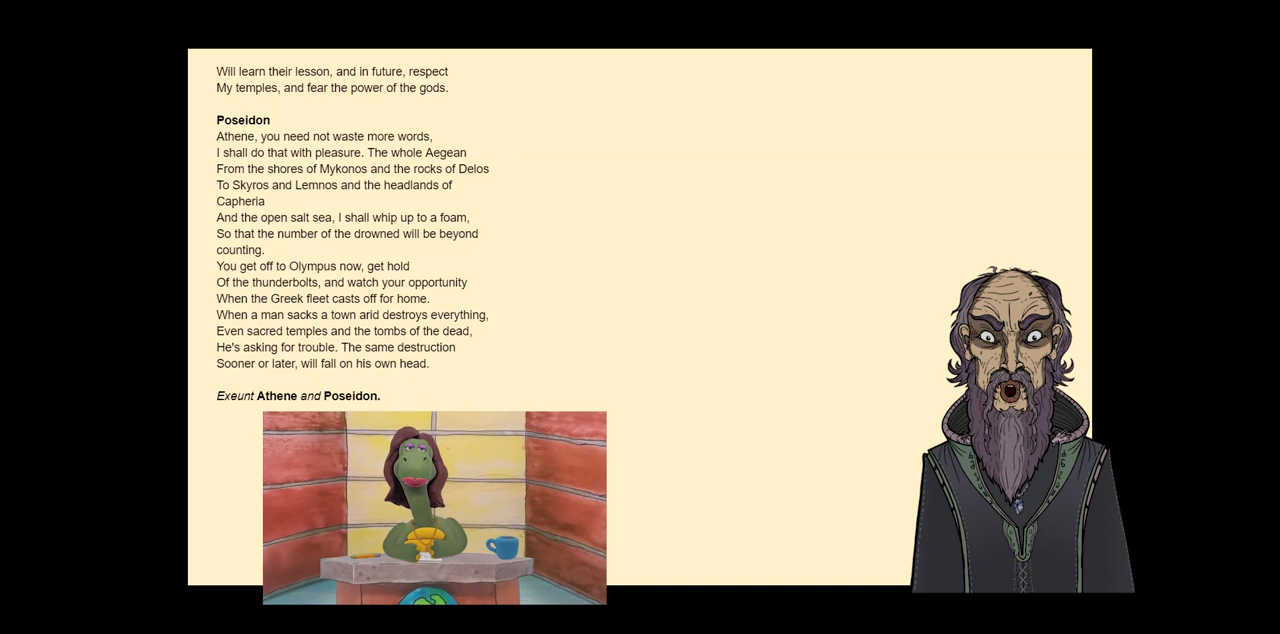 Will learn their lesson, and in future, respect
My temples, and fear the power of the gods.
Poseidon
Athene, you need not waste more words,
I shall do that with pleasure. The whole Aegean
From the shores of Mykonos and the rocks of Delos
To Skyros and Lemnos and the headlands of
Capheria
And the open salt sea, I shall whip up to a foam,
So that the number of the drowned will be beyond
counting.
You get off to Olympus now, get hold
Of the thunderbolts, and watch your opportunity
When the Greek fleet casts off for home.
When a man sacks a town arid destroys everything,
Even sacred temples and the tombs of the dead,
He's asking for trouble. The same destruction
Sooner or later, will fall on his own head.
Exeunt Athene and Poseidon.